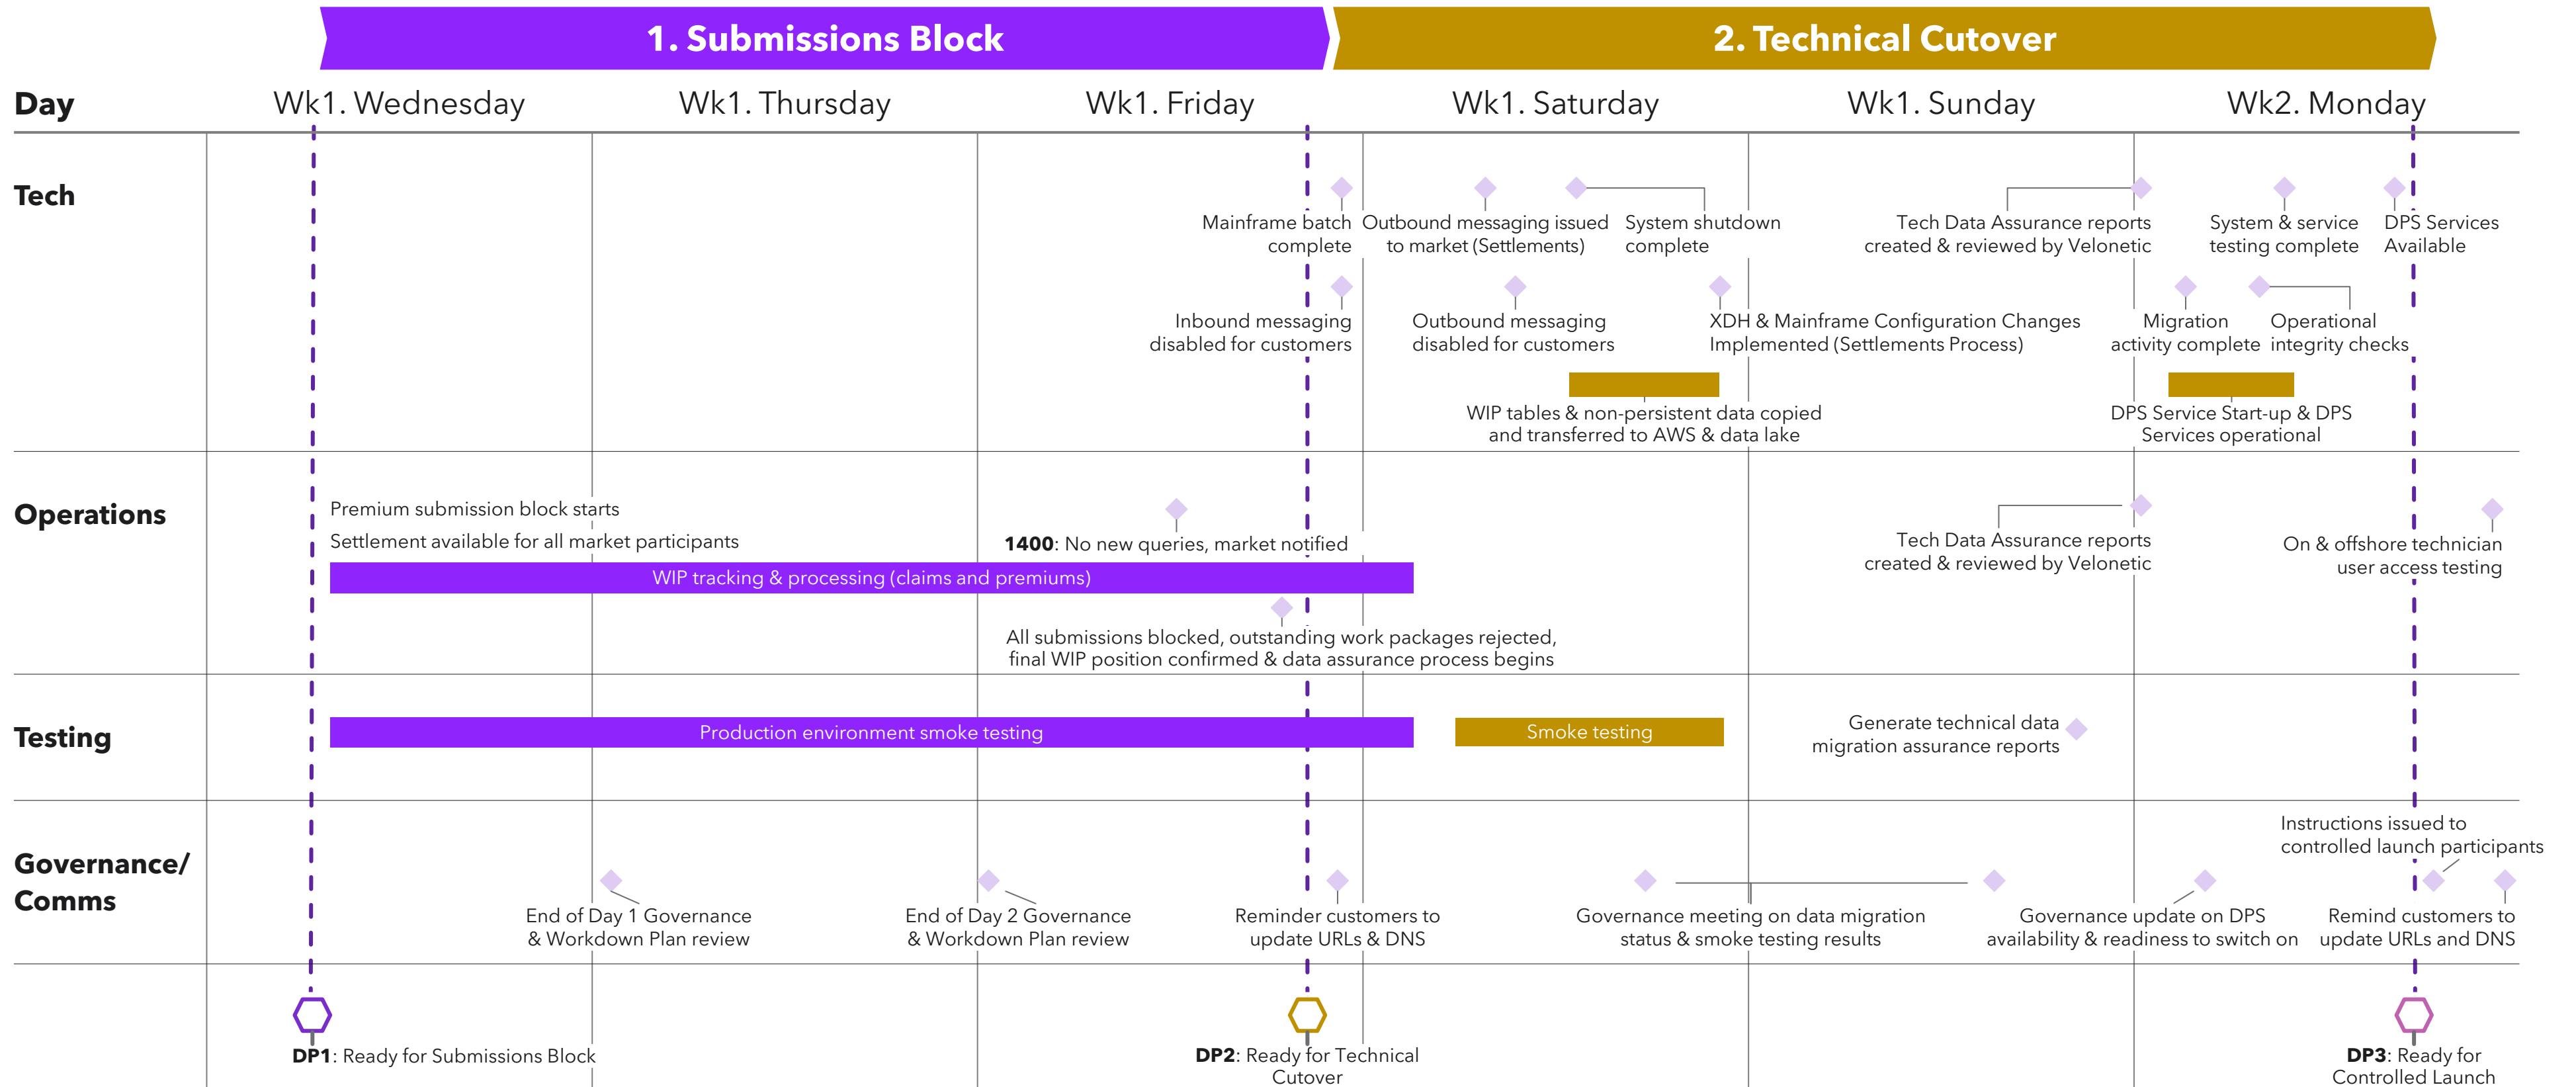 1. Submissions Block
2. Technical Cutover
Day
Wk1. Wednesday
Wk1. Thursday
Wk1. Friday
Wk1. Saturday
Wk1. Sunday
Wk2. Monday
Tech
Mainframe batch
complete
Outbound messaging issued
to market (Settlements)
System shutdown
complete
Tech Data Assurance reports
created & reviewed by Velonetic
System & service
testing complete
DPS Services
Available
Inbound messaging
disabled for customers
Outbound messaging
disabled for customers
XDH & Mainframe Configuration Changes
Implemented (Settlements Process)
Migration
activity complete
Operational
integrity checks
WIP tables & non-persistent data copied
and transferred to AWS & data lake
DPS Service Start-up & DPS
Services operational
Operations
Premium submission block starts
Settlement available for all market participants
1400: No new queries, market notified
WIP tracking & processing (claims and premiums)
All submissions blocked, outstanding work packages rejected,
final WIP position confirmed & data assurance process begins
Tech Data Assurance reports
created & reviewed by Velonetic
On & offshore technician
user access testing
Testing
Production environment smoke testing
Smoke testing
Generate technical data
migration assurance reports
Governance/
Comms
End of Day 1 Governance
& Workdown Plan review
End of Day 2 Governance
& Workdown Plan review
Reminder customers to
update URLs & DNS
Governance meeting on data migration
status & smoke testing results
Governance update on DPS
availability & readiness to switch on
Instructions issued to
controlled launch participants
Remind customers to
update URLs and DNS
DP1: Ready for Submissions Block
DP2: Ready for Technical
Cutover
DP3: Ready for
Controlled Launch